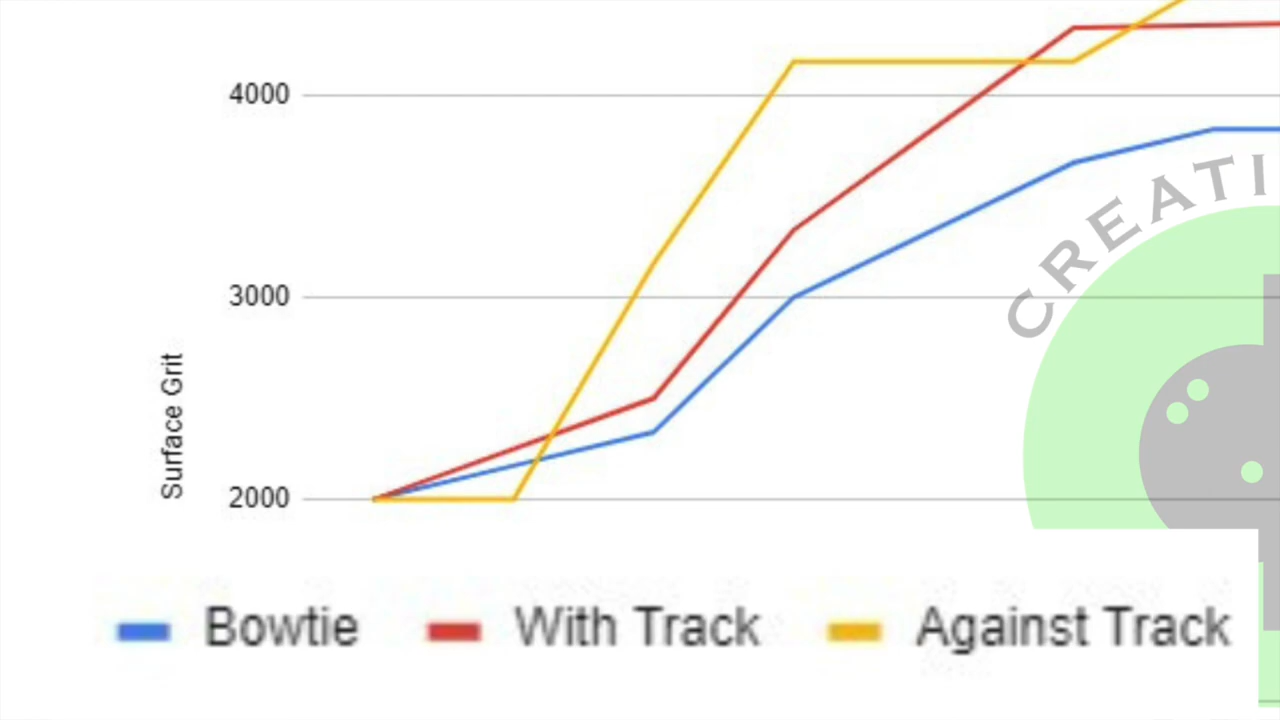 4000
3000
2000
Surface Grit
CREATI
Bowtie
With Track
Against Track